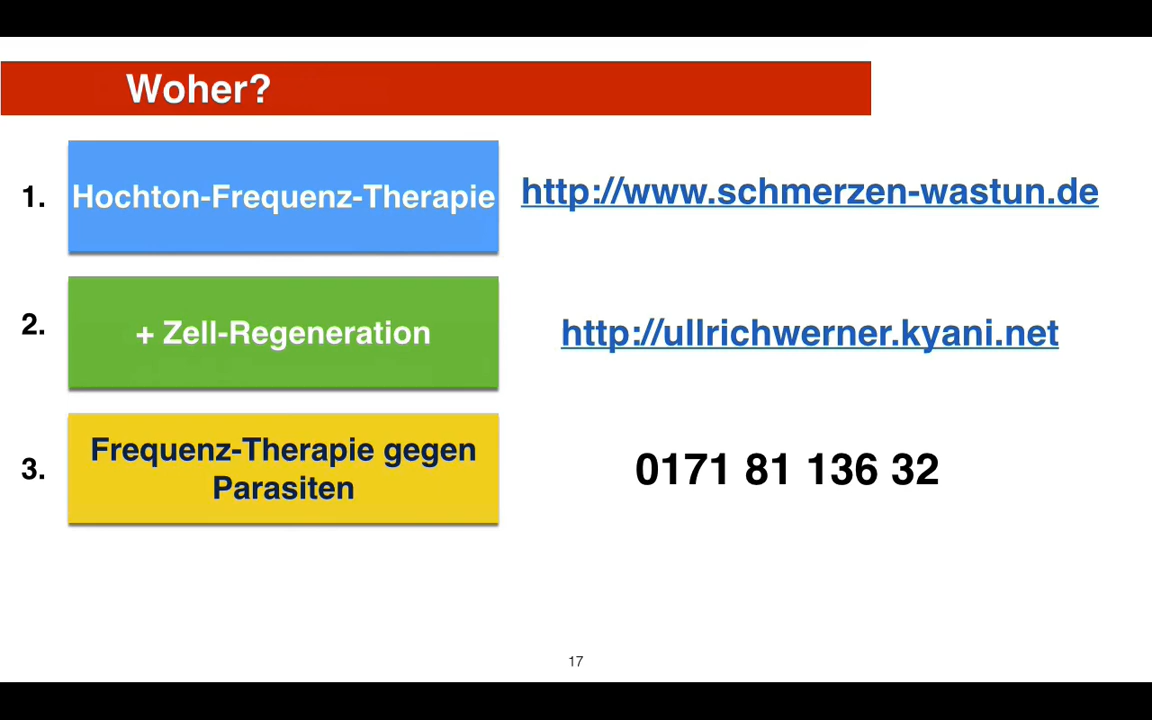 Woher?
1. Hochton-Frequenz-Therapie http://www.schmerzen-wastun.de
2. + Zell-Regeneration http://ullrichwerner.kyani.net
3. Frequenz-Therapie gegen
Parasiten 0171 81 136 32
17